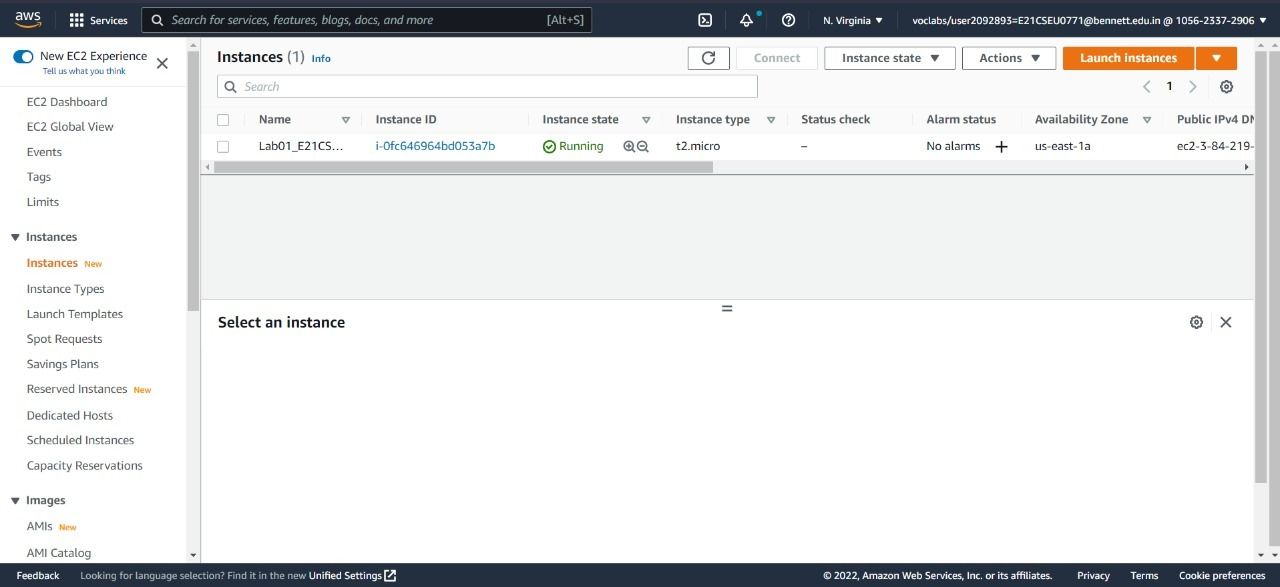 aws
Services
Search for services, features, blogs, docs, and more
[Alt+S]
N. Virginia
voclabs/user2092893=E21CSEU0771@bennett.edu.in @ 1056-2337-2906
New EC2 Experience
Tell us what you think
EC2 Dashboard
EC2 Global View
Events
Tags
Limits
Instances
Instances New
Instance Types
Launch Templates
Spot Requests
Savings Plans
Reserved Instances New
Dedicated Hosts
Scheduled Instances
Capacity Reservations
Images
AMIs New
AMI Catalog
Instances (1) Info
Connect
Instance state
Actions
Launch instances
Search
1
Name Instance ID Instance state Instance type Status check Alarm status Availability Zone Public IPv4 DN
Lab01_E21CS... i-0fc646964bd053a7b Running t2.micro – No alarms + us-east-1a ec2-3-84-219-
Select an instance
Feedback
Looking for language selection? Find it in the new Unified Settings
© 2022, Amazon Web Services, Inc. or its affiliates.
Privacy
Terms
Cookie preferences